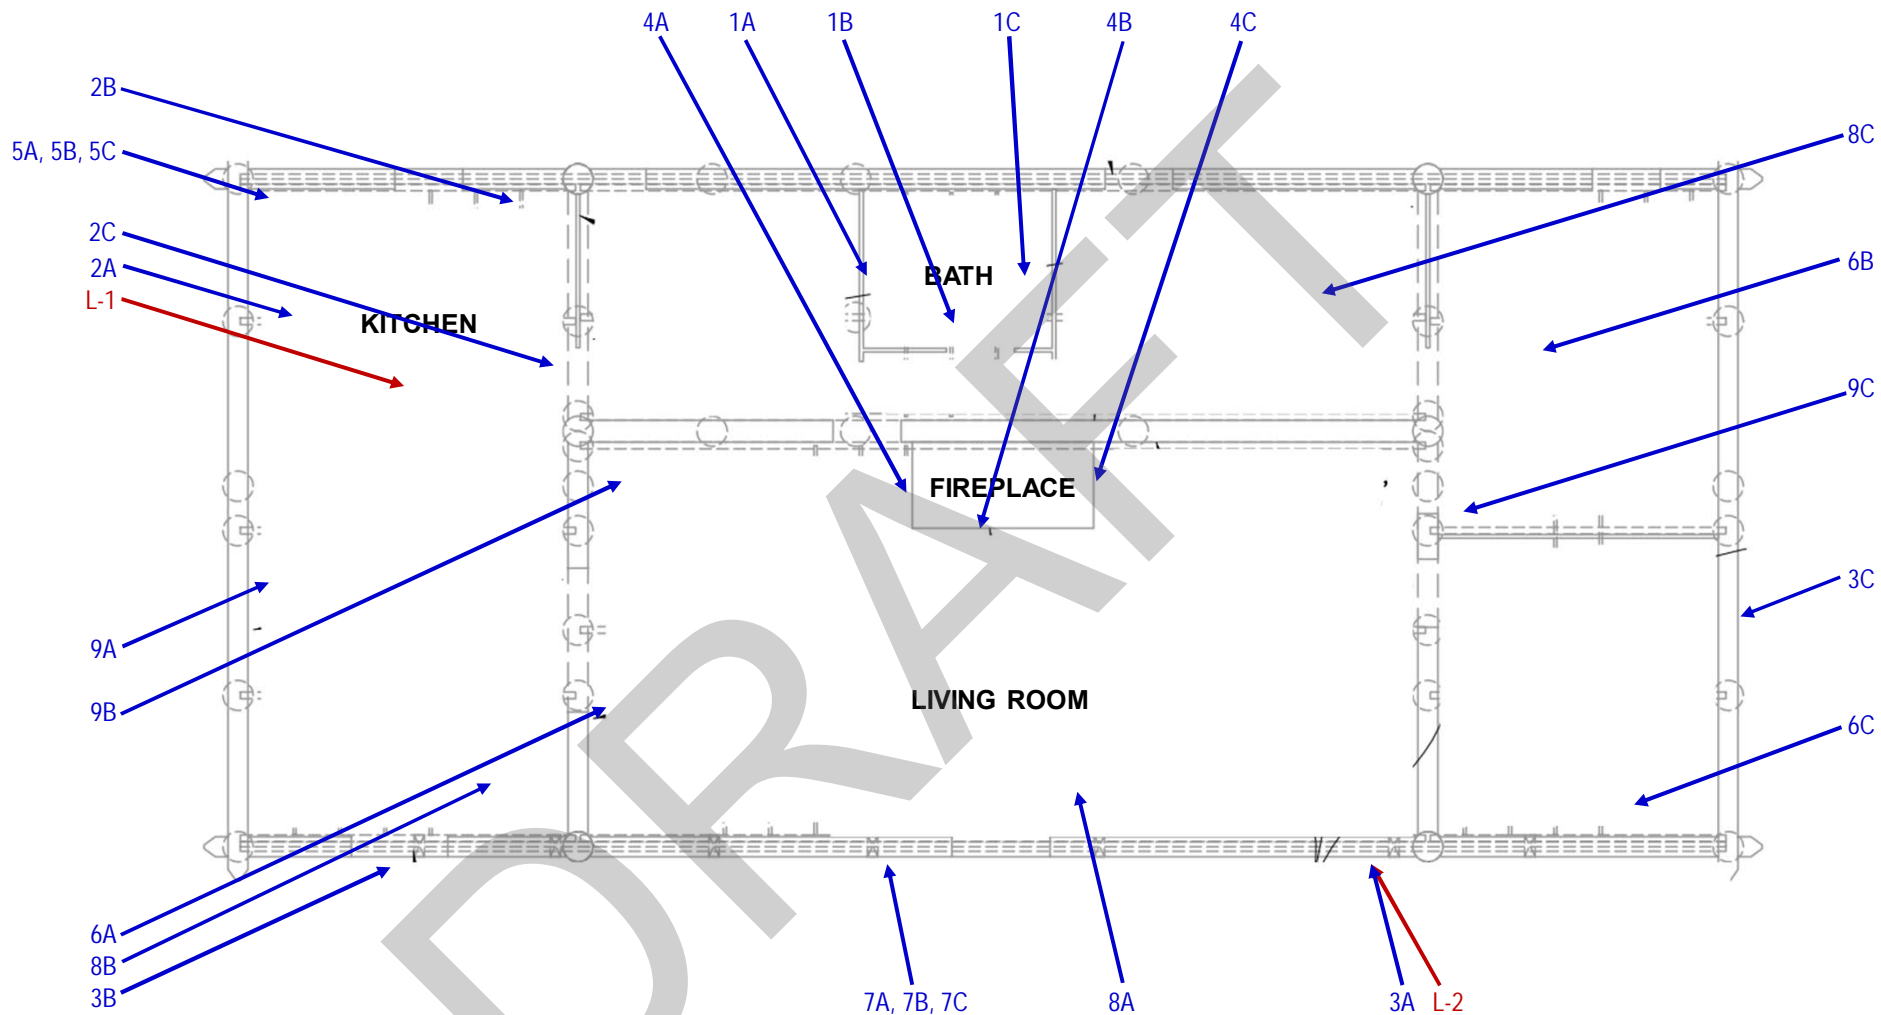 4A 1A 1B 1C 4B 4C
2B
8C
5A, 5B, 5C
2C
6B
2A
BATH
L-1
KITCHEN
9C
FIREPLACE
3C
9A
LIVING ROOM
9B
6C
6A
8B
3B
7A, 7B, 7C 8A 3A L-2
DRAFT